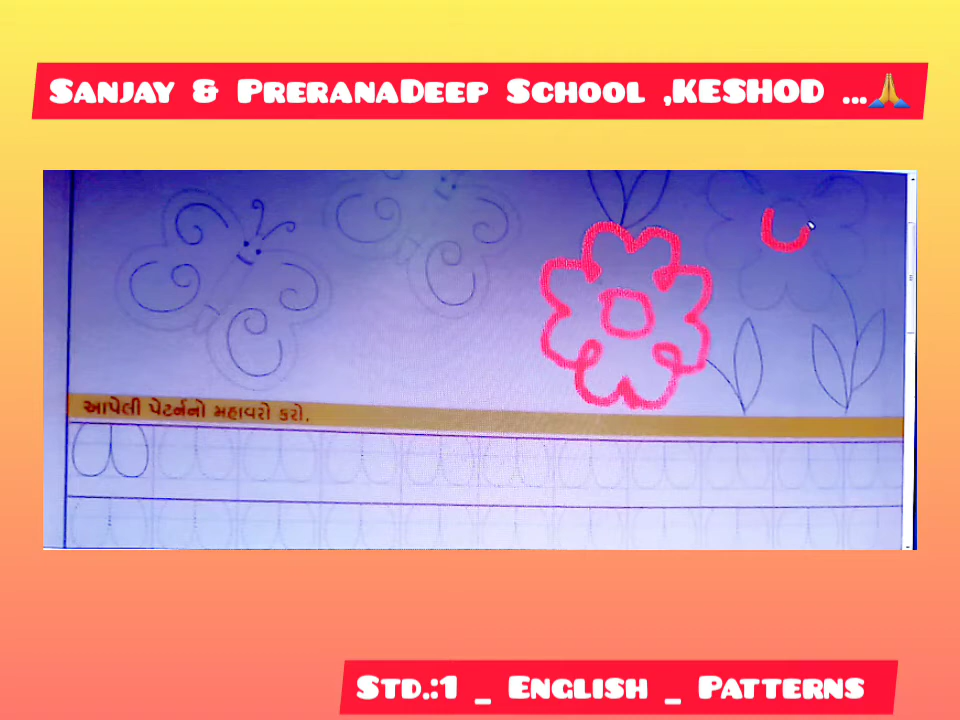 Sanjay & PreranaDeep School ,KESHOD ...🙏
આપેલી પેટર્નનો મહાવરો કરો.
Std.:1 _ English _ Patterns